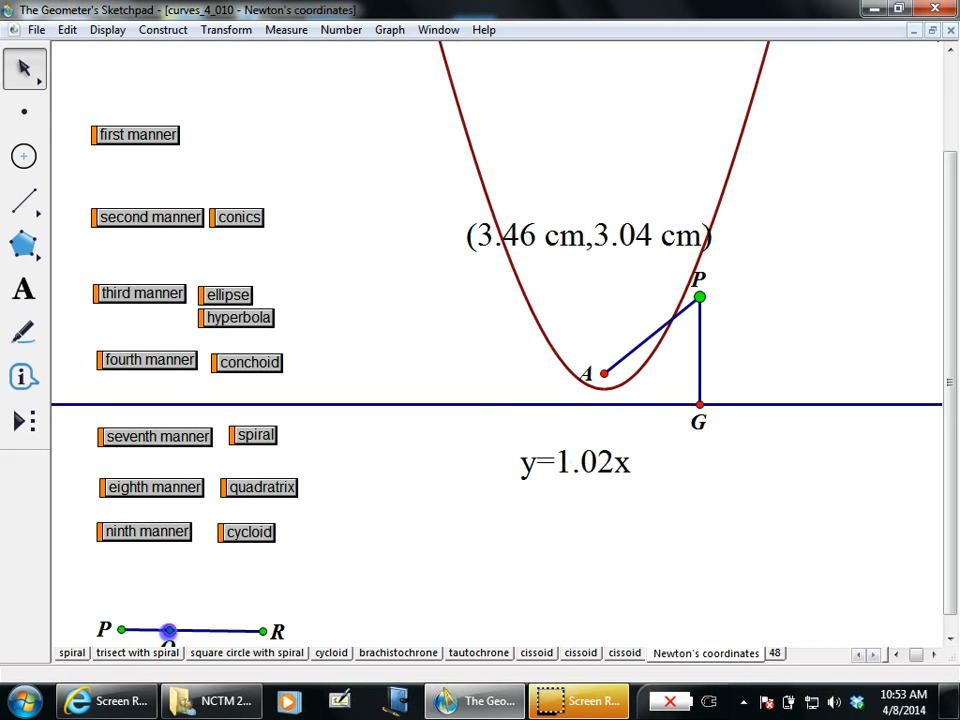 The Geometer's Sketchpad - [curves_4_010 - Newton's coordinates]
File Edit Display Construct Transform Measure Number Graph Window Help
first manner
(3.46 cm,3.04 cm)
second manner conics
P
third manner ellipse
hyperbola
fourth manner conchoid
A
G
seventh manner spiral
y=1.02x
eighth manner quadratrix
ninth manner cycloid
P R
spiral trisect with spiral square circle with spiral cycloid brachistochrone tautochrone cissoid cissoid cissoid Newton's coordinates 48
Screen R... NCTM 2... The Geo... Screen R... 10:53 AM
4/8/2014